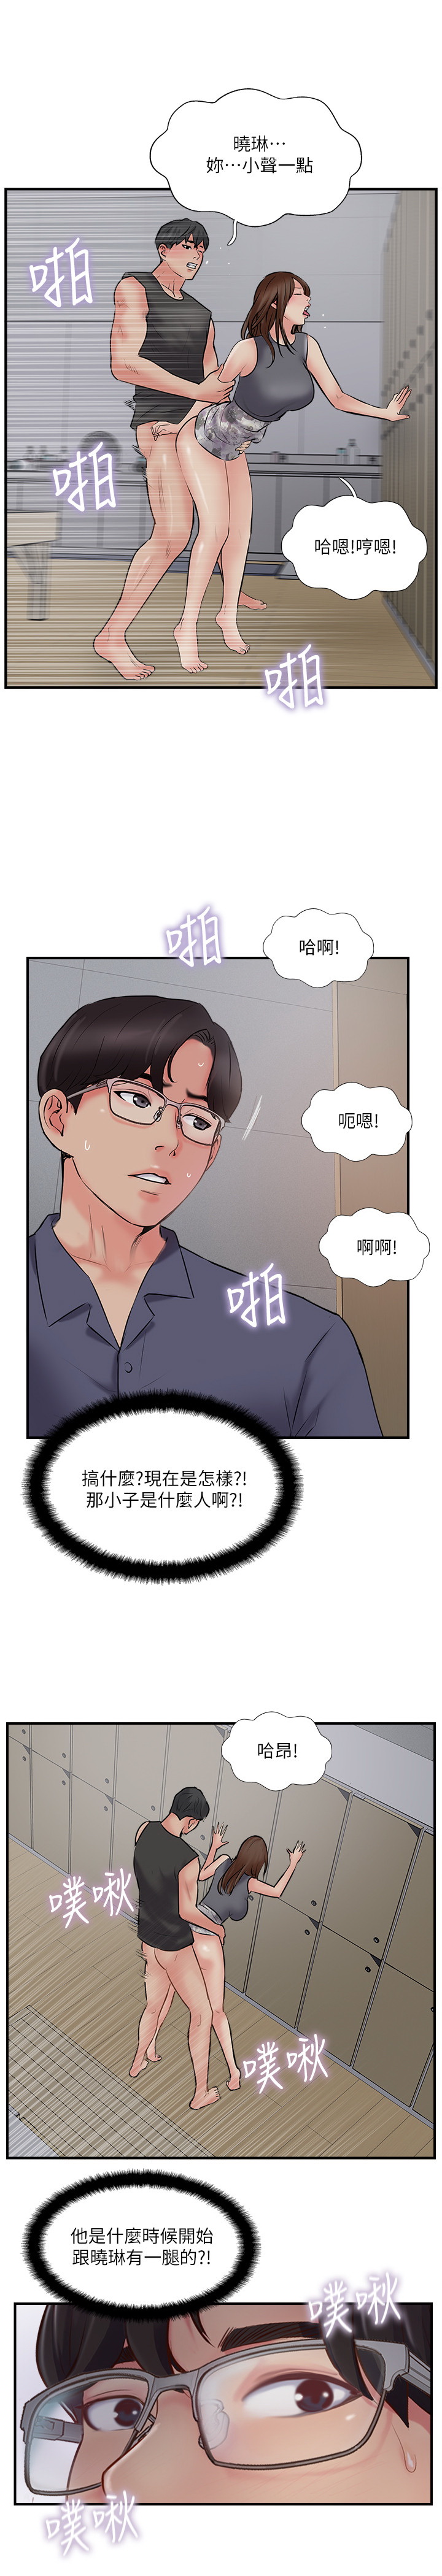 曉琳⋯
妳⋯小聲一點
啪
啪
哈嗯!哼嗯!
啪
啪
哈啊!
呃嗯!
啊啊!
啪
搞什麼?現在是怎樣?!
那小子是什麼人啊?!
哈昂!
噗啾
噗啾
他是什麼時候開始
跟曉琳有一腿的?!
噗啾
噗啾